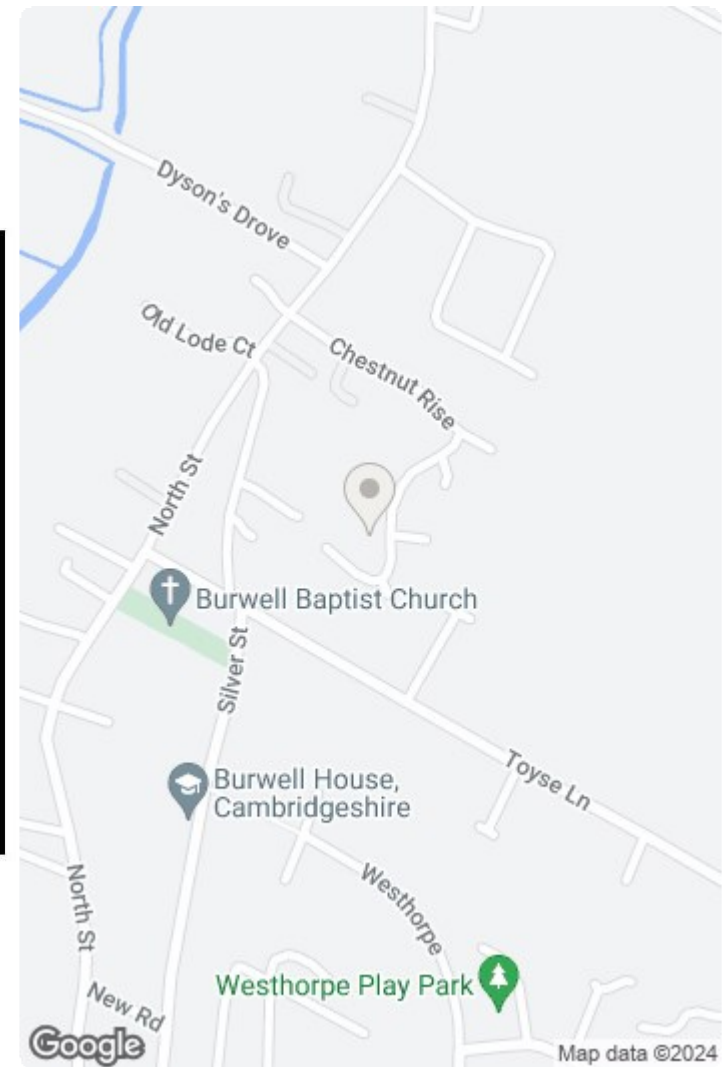 Dyson's Drove
Old Lode Ct
Chestnut Rise
North St
Burwell Baptist Church
Silver St
Burwell House,
Cambridgeshire
Toyse Ln
Westhorpe
North St
Westhorpe Play Park
New Rd
Google
Map data ©2024